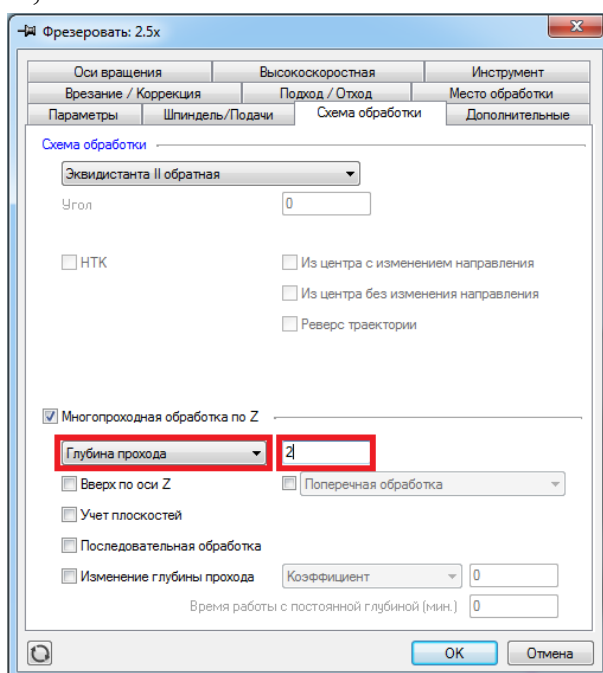 Фрезеровать: 2.5x
Оси вращения Высокоскоростная Инструмент
Врезание / Коррекция Подход / Отход Место обработки
Параметры Шпиндель/Подачи Схема обработки Дополнительные
Схема обработки
Эквидистанта II обратная
Угол 0
НТК Из центра с изменением направления
Из центра без изменения направления
Реверс траектории
Многопроходная обработка по Z
Глубина прохода 2
Вверх по оси Z Поперечная обработка
Учет плоскостей
Последовательная обработка
Изменение глубины прохода Коэффициент 0
Время работы с постоянной глубиной (мин.) 0
OK Отмена